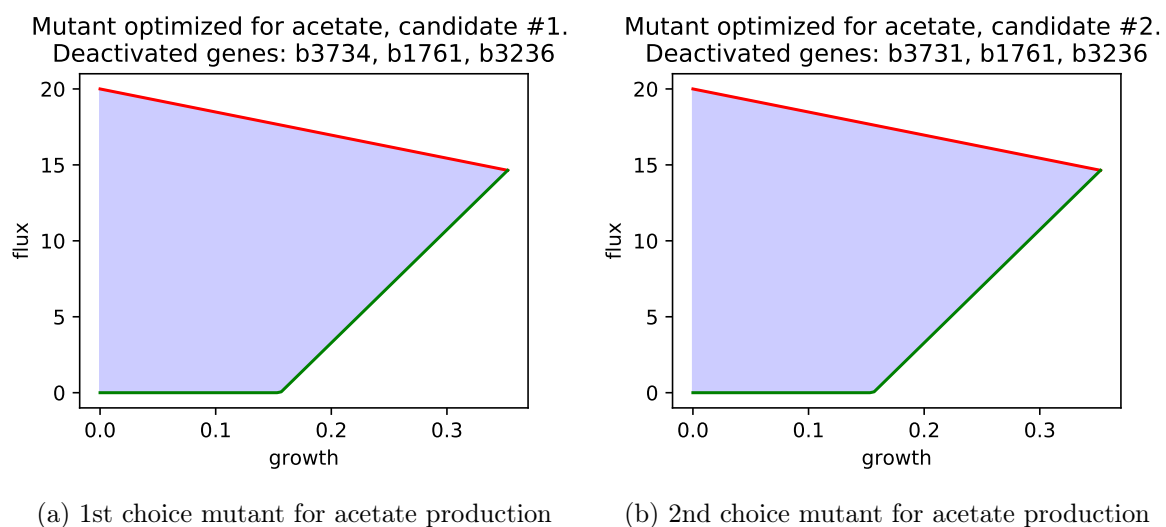 Mutant optimized for acetate, candidate #1.
Deactivated genes: b3734, b1761, b3236
20
15
10
5
0
flux
0.0 0.1 0.2 0.3
growth
(a) 1st choice mutant for acetate production
Mutant optimized for acetate, candidate #2.
Deactivated genes: b3731, b1761, b3236
20
15
10
5
0
flux
0.0 0.1 0.2 0.3
growth
(b) 2nd choice mutant for acetate production